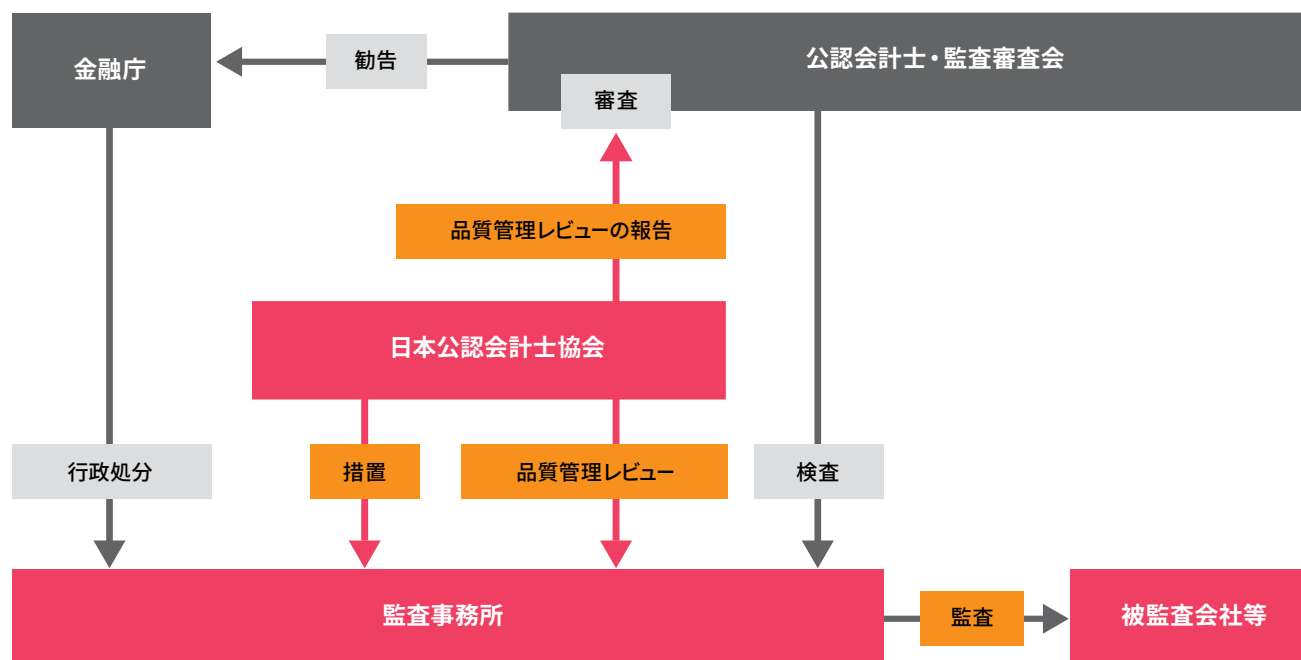 金融庁
勧告
公認会計士・監査審査会
審査
品質管理レビューの報告
日本公認会計士協会
行政処分
措置
品質管理レビュー
検査
監査事務所
監査
被監査会社等